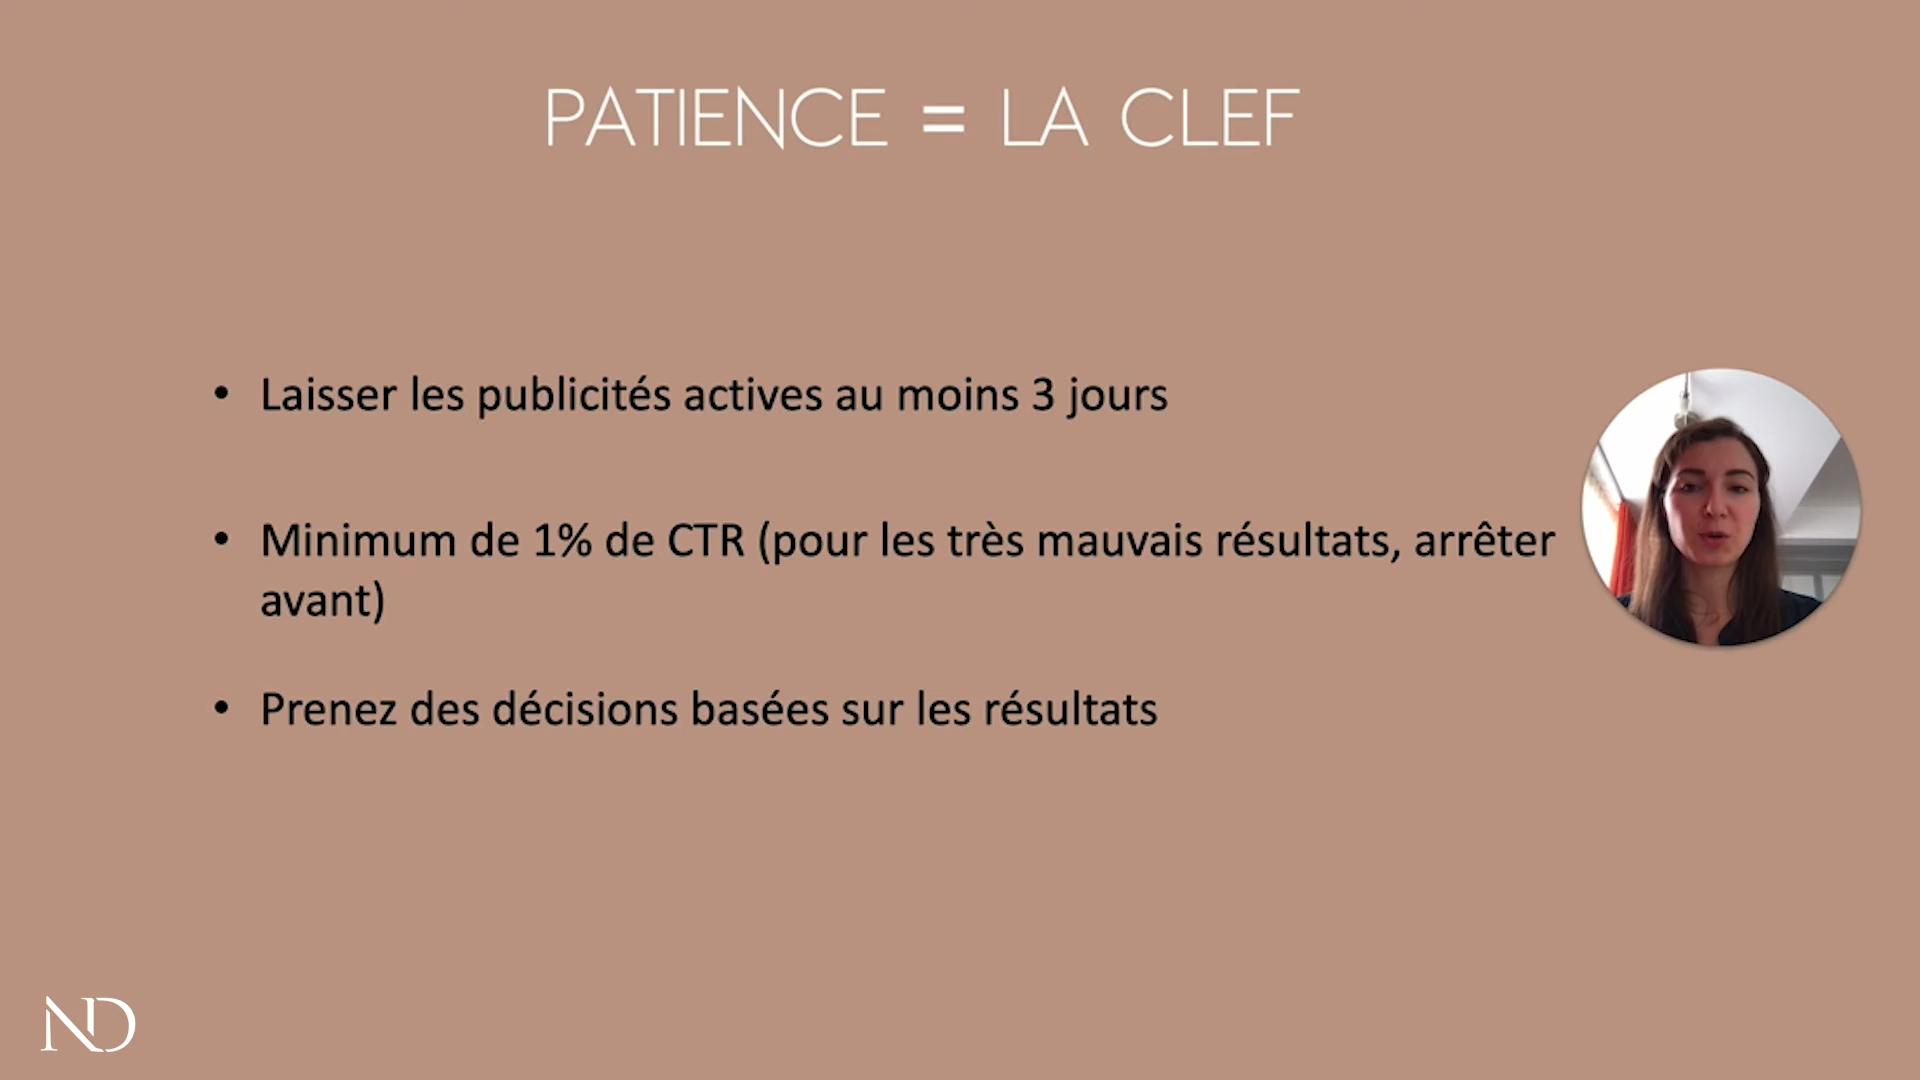 PATIENCE = LA CLEF
• Laisser les publicités actives au moins 3 jours
• Minimum de 1% de CTR (pour les très mauvais résultats, arrêter
avant)
• Prenez des décisions basées sur les résultats
ND